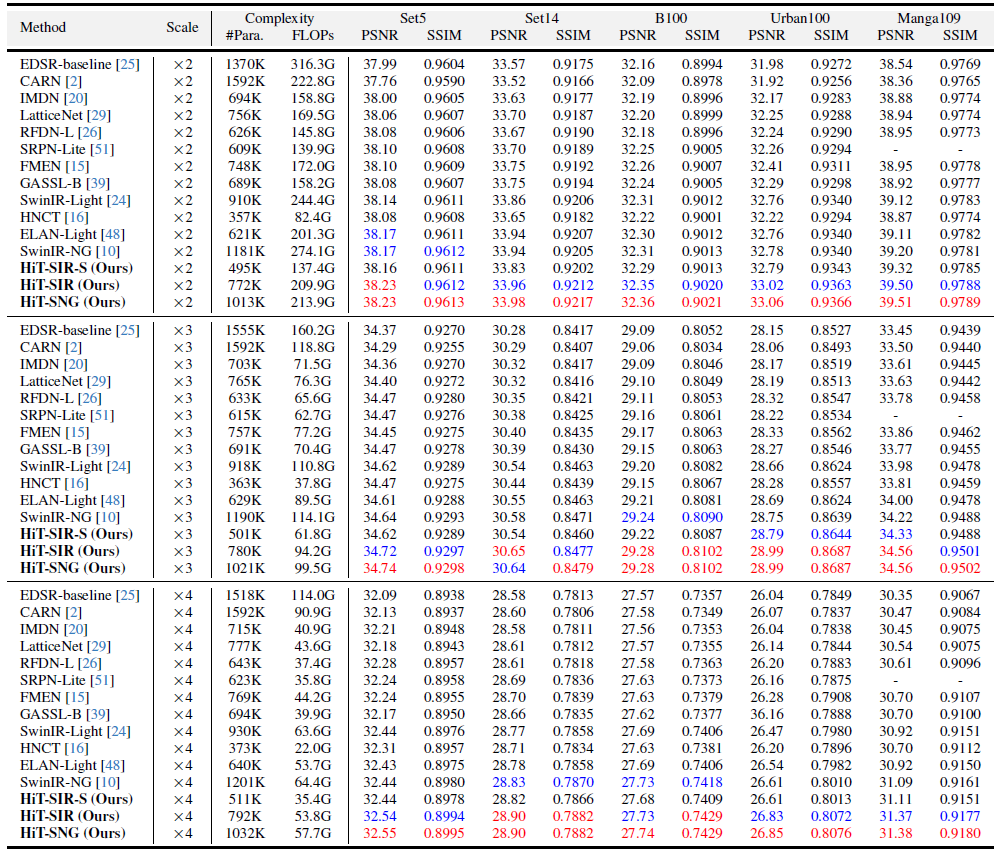 Method Scale Complexity Set5 Set14 B100 Urban100 Manga109
#Para. FLOPs PSNR SSIM PSNR SSIM PSNR SSIM PSNR SSIM PSNR SSIM
EDSR-baseline [25] ×2 1370K 316.3G 37.99 0.9604 33.57 0.9175 32.16 0.8994 31.98 0.9272 38.54 0.9769
CARN [2] ×2 1592K 222.8G 37.76 0.9590 33.52 0.9166 32.09 0.8978 31.92 0.9256 38.36 0.9765
IMDN [20] ×2 694K 158.8G 38.00 0.9605 33.63 0.9177 32.19 0.8996 32.17 0.9283 38.88 0.9774
LatticeNet [29] ×2 756K 169.5G 38.06 0.9607 33.70 0.9187 32.20 0.8999 32.25 0.9288 38.94 0.9774
RFDN-L [26] ×2 626K 145.8G 38.08 0.9606 33.67 0.9190 32.18 0.8996 32.24 0.9290 38.95 0.9773
SRPN-Lite [51] ×2 609K 139.9G 38.10 0.9608 33.70 0.9189 32.25 0.9005 32.26 0.9294 - -
FMEN [15] ×2 748K 172.0G 38.10 0.9609 33.75 0.9192 32.26 0.9007 32.41 0.9311 38.95 0.9778
GASSL-B [39] ×2 689K 158.2G 38.08 0.9607 33.75 0.9194 32.24 0.9005 32.29 0.9298 38.92 0.9777
SwinIR-Light [24] ×2 910K 244.4G 38.14 0.9611 33.86 0.9206 32.31 0.9012 32.76 0.9340 39.12 0.9783
HNCT [16] ×2 357K 82.4G 38.08 0.9608 33.65 0.9182 32.22 0.9001 32.22 0.9294 38.87 0.9774
ELAN-Light [48] ×2 621K 201.3G 38.17 0.9611 33.94 0.9207 32.30 0.9012 32.76 0.9340 39.11 0.9782
SwinIR-NG [10] ×2 1181K 274.1G 38.17 0.9612 33.94 0.9205 32.31 0.9013 32.78 0.9340 39.20 0.9781
HiT-SIR-S (Ours) ×2 495K 137.4G 38.16 0.9611 33.83 0.9202 32.29 0.9013 32.79 0.9343 39.32 0.9785
HiT-SIR (Ours) ×2 772K 209.9G 38.23 0.9612 33.96 0.9212 32.35 0.9020 33.02 0.9363 39.50 0.9788
HiT-SNG (Ours) ×2 1013K 213.9G 38.23 0.9613 33.98 0.9217 32.36 0.9021 33.06 0.9366 39.51 0.9789
EDSR-baseline [25] ×3 1555K 160.2G 34.37 0.9270 30.28 0.8417 29.09 0.8052 28.15 0.8527 33.45 0.9439
CARN [2] ×3 1592K 118.8G 34.29 0.9255 30.29 0.8407 29.06 0.8034 28.06 0.8493 33.50 0.9440
IMDN [20] ×3 703K 71.5G 34.36 0.9270 30.32 0.8417 29.09 0.8046 28.17 0.8519 33.61 0.9445
LatticeNet [29] ×3 765K 76.3G 34.40 0.9272 30.32 0.8416 29.10 0.8049 28.19 0.8513 33.63 0.9442
RFDN-L [26] ×3 633K 65.6G 34.47 0.9280 30.35 0.8421 29.11 0.8053 28.32 0.8547 33.78 0.9458
SRPN-Lite [51] ×3 615K 62.7G 34.47 0.9276 30.38 0.8425 29.16 0.8061 28.22 0.8534 - -
FMEN [15] ×3 757K 77.2G 34.45 0.9275 30.40 0.8435 29.17 0.8063 28.33 0.8562 33.86 0.9462
GASSL-B [39] ×3 691K 70.4G 34.47 0.9278 30.39 0.8430 29.15 0.8063 28.27 0.8546 33.77 0.9455
SwinIR-Light [24] ×3 918K 110.8G 34.62 0.9289 30.54 0.8463 29.20 0.8082 28.66 0.8624 33.98 0.9478
HNCT [16] ×3 363K 37.8G 34.47 0.9275 30.44 0.8439 29.15 0.8067 28.28 0.8557 33.81 0.9459
ELAN-Light [48] ×3 629K 89.5G 34.61 0.9288 30.55 0.8463 29.21 0.8081 28.69 0.8624 34.00 0.9478
SwinIR-NG [10] ×3 1190K 114.1G 34.64 0.9293 30.58 0.8471 29.24 0.8090 28.75 0.8639 34.22 0.9488
HiT-SIR-S (Ours) ×3 501K 61.8G 34.62 0.9289 30.54 0.8460 29.22 0.8087 28.79 0.8644 34.33 0.9488
HiT-SIR (Ours) ×3 780K 94.2G 34.72 0.9297 30.65 0.8477 29.28 0.8102 28.99 0.8687 34.56 0.9501
HiT-SNG (Ours) ×3 1021K 99.5G 34.74 0.9298 30.64 0.8479 29.28 0.8102 28.99 0.8687 34.56 0.9502
EDSR-baseline [25] ×4 1518K 114.0G 32.09 0.8938 28.58 0.7813 27.57 0.7357 26.04 0.7849 30.35 0.9067
CARN [2] ×4 1592K 90.9G 32.13 0.8937 28.60 0.7806 27.58 0.7349 26.07 0.7837 30.47 0.9084
IMDN [20] ×4 715K 40.9G 32.21 0.8948 28.58 0.7811 27.56 0.7353 26.04 0.7838 30.45 0.9075
LatticeNet [29] ×4 777K 43.6G 32.18 0.8943 28.61 0.7812 27.57 0.7355 26.14 0.7844 30.54 0.9075
RFDN-L [26] ×4 643K 37.4G 32.28 0.8957 28.61 0.7818 27.58 0.7363 26.20 0.7883 30.61 0.9096
SRPN-Lite [51] ×4 623K 35.8G 32.24 0.8958 28.69 0.7836 27.63 0.7373 26.16 0.7875 - -
FMEN [15] ×4 769K 44.2G 32.24 0.8955 28.70 0.7839 27.63 0.7379 26.28 0.7908 30.70 0.9107
GASSL-B [39] ×4 694K 39.9G 32.17 0.8950 28.66 0.7835 27.62 0.7377 36.16 0.7888 30.70 0.9100
SwinIR-Light [24] ×4 930K 63.6G 32.44 0.8976 28.77 0.7858 27.69 0.7406 26.47 0.7980 30.92 0.9151
HNCT [16] ×4 373K 22.0G 32.31 0.8957 28.71 0.7834 27.63 0.7381 26.20 0.7896 30.70 0.9112
ELAN-Light [48] ×4 640K 53.7G 32.43 0.8975 28.78 0.7858 27.69 0.7406 26.54 0.7982 30.92 0.9150
SwinIR-NG [10] ×4 1201K 64.4G 32.44 0.8980 28.83 0.7870 27.73 0.7418 26.61 0.8010 31.09 0.9161
HiT-SIR-S (Ours) ×4 511K 35.4G 32.44 0.8978 28.82 0.7866 27.68 0.7409 26.61 0.8013 31.11 0.9151
HiT-SIR (Ours) ×4 792K 53.8G 32.54 0.8994 28.90 0.7882 27.73 0.7429 26.83 0.8072 31.37 0.9177
HiT-SNG (Ours) ×4 1032K 57.7G 32.55 0.8995 28.90 0.7882 27.74 0.7429 26.85 0.8076 31.38 0.9180